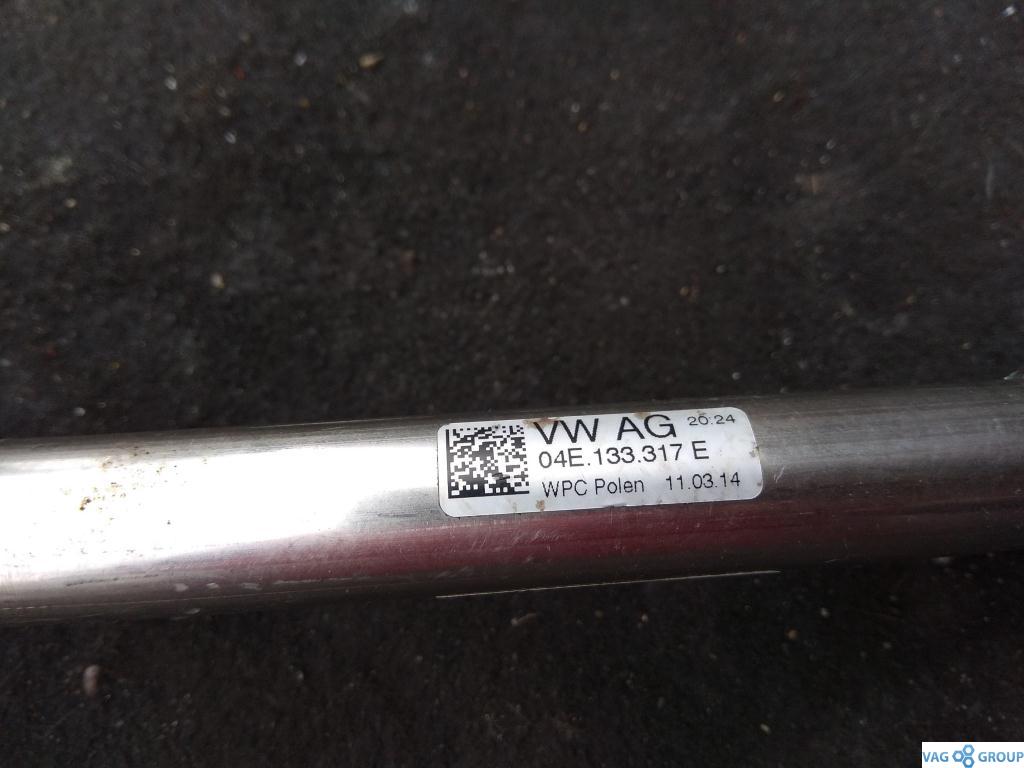 VW AG 20:24
04E.133.317 E
WPC Polen 11.03.14
VAG GROUP